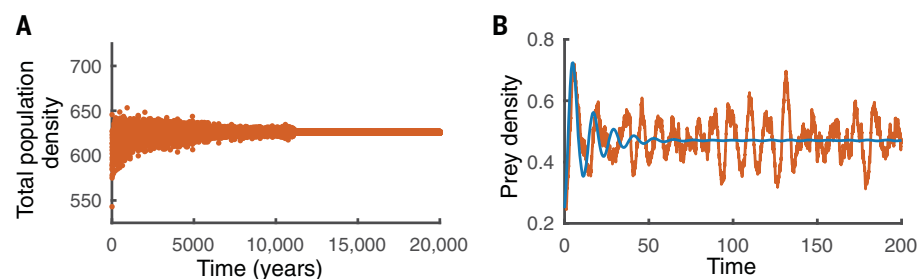 A
Total population
density
700
650
600
550
0
5000
10,000
15,000
20,000
Time (years)
B
Prey density
0.8
0.6
0.4
0.2
0
50
100
150
200
Time